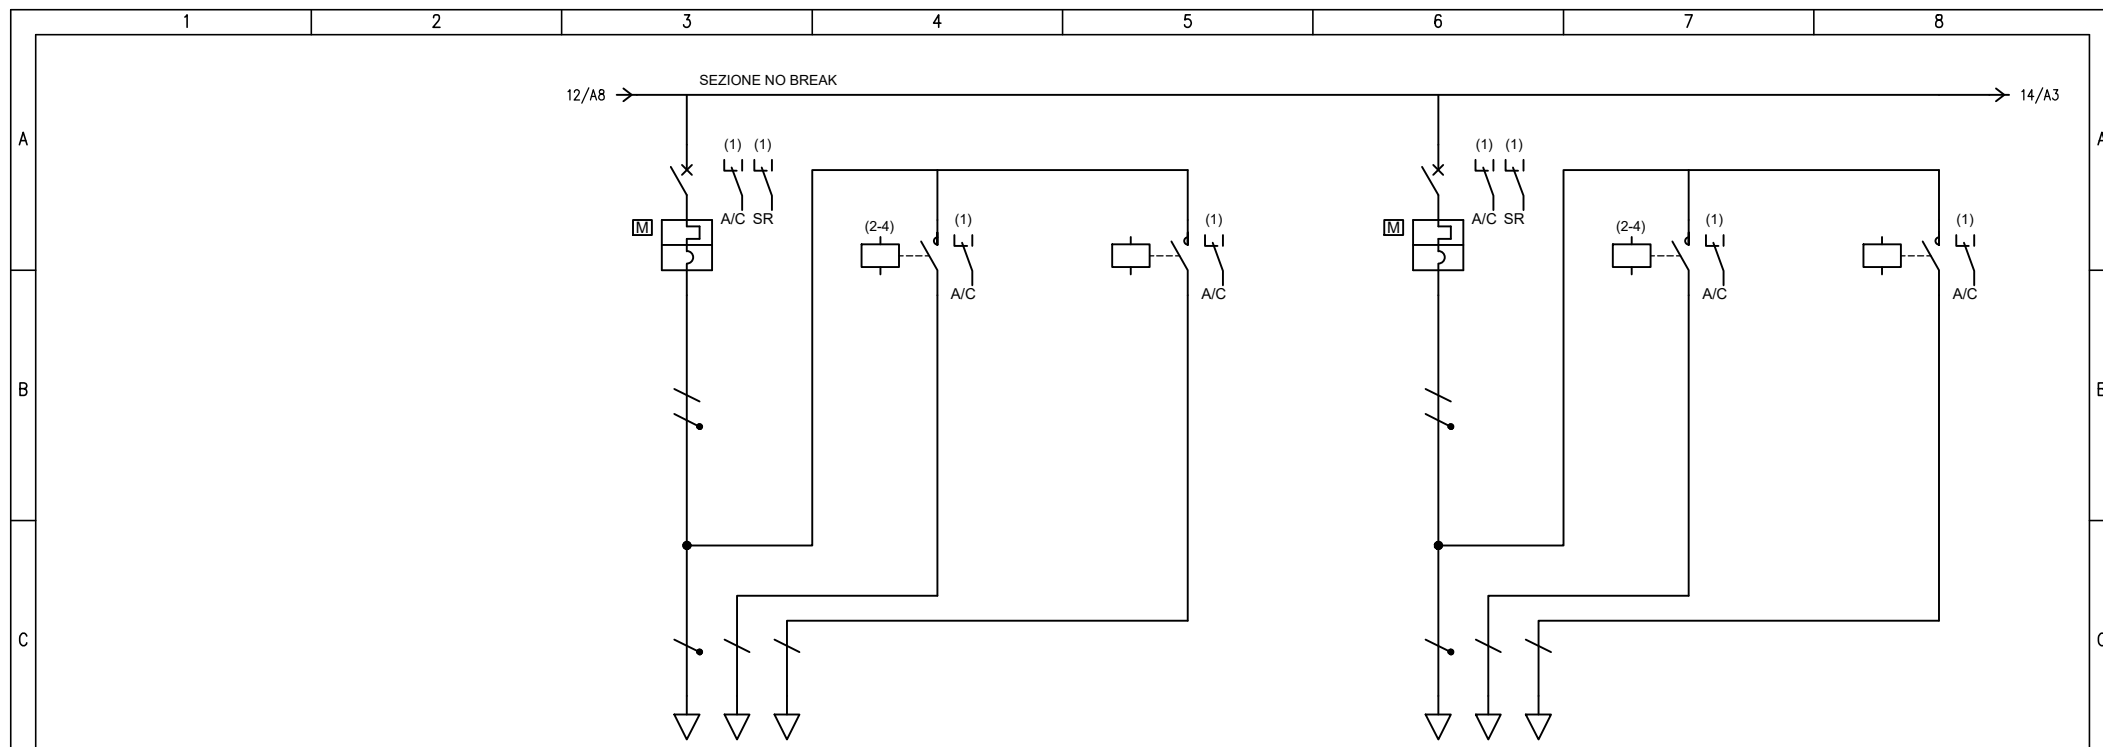 1 2 3 4 5 6 7 8
SEZIONE NO BREAK
12/A8 14/A3
A A
(1) (1) (1) (1)
A/C SR A/C SR
M (2-4) (1) (1) M (2-4) (1) (1)
A/C A/C A/C A/C
B
C